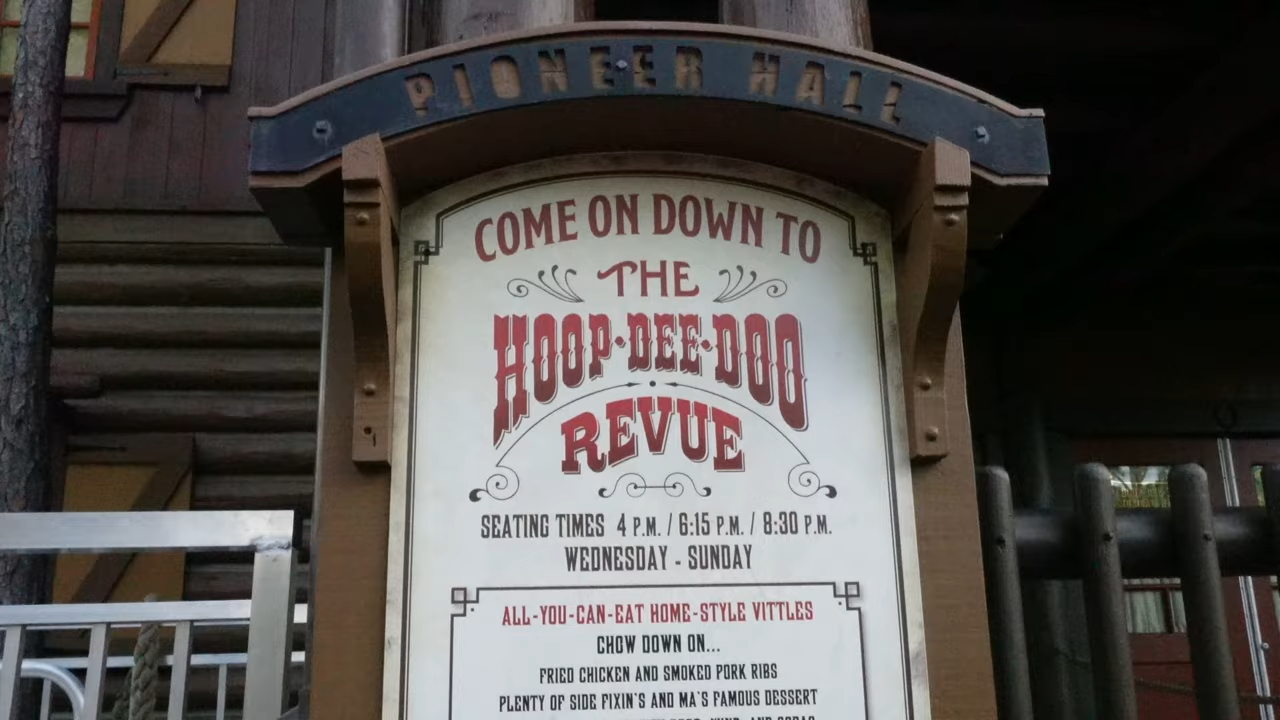 PIONEER HALL
COME ON DOWN TO
THE
HOOP·DEE·DOO
REVUE
SEATING TIMES 4 P.M. / 6:15 P.M. / 8:30 P.M.
WEDNESDAY - SUNDAY
ALL-YOU-CAN-EAT HOME-STYLE VITTLES
CHOW DOWN ON...
FRIED CHICKEN AND SMOKED PORK RIBS
PLENTY OF SIDE FIXIN'S AND MA'S FAMOUS DESSERT